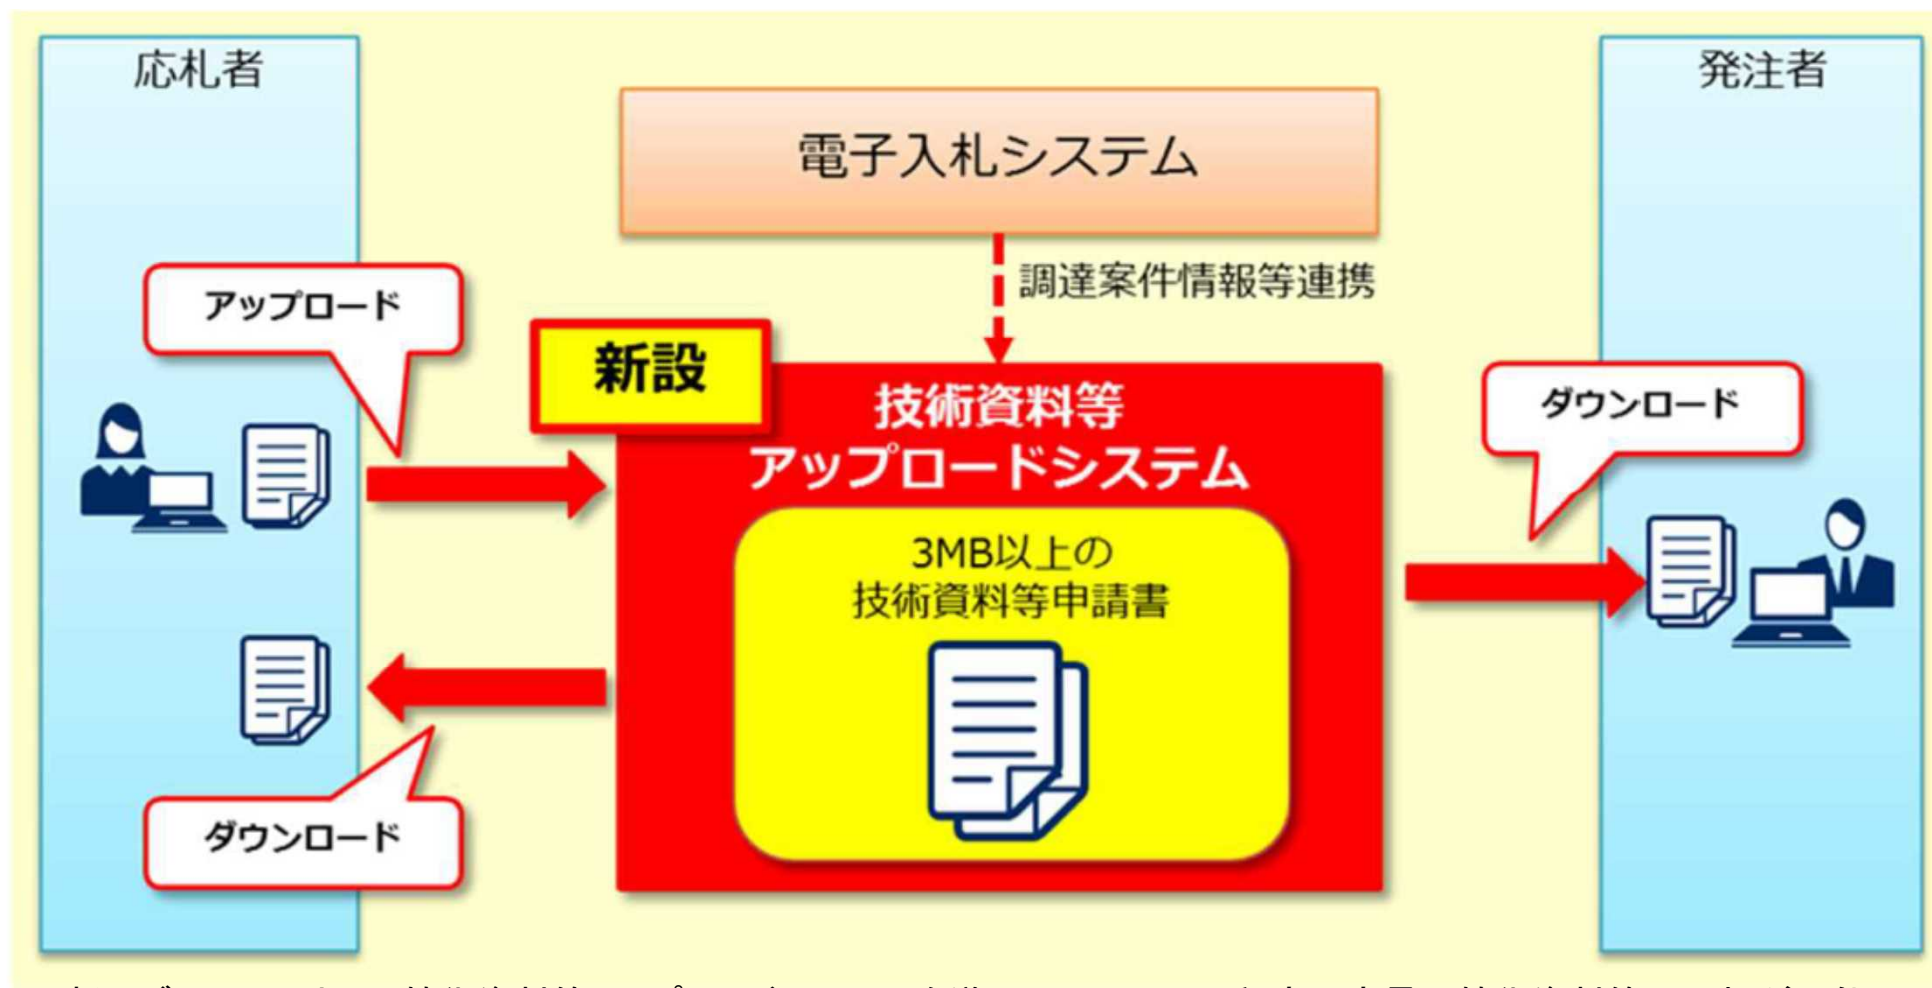 応札者
発注者
電子入札システム
調達案件情報等連携
アップロード
新設
技術資料等
アップロードシステム
ダウンロード
3MB以上の
技術資料等申請書
ダウンロード